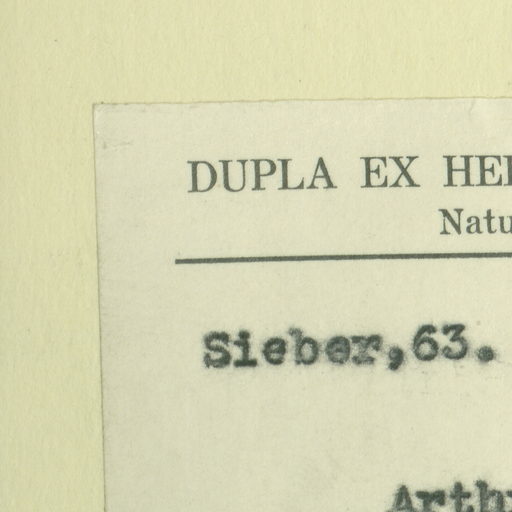 DUPLA EX HE
Natu
Sieber,63.
Arth